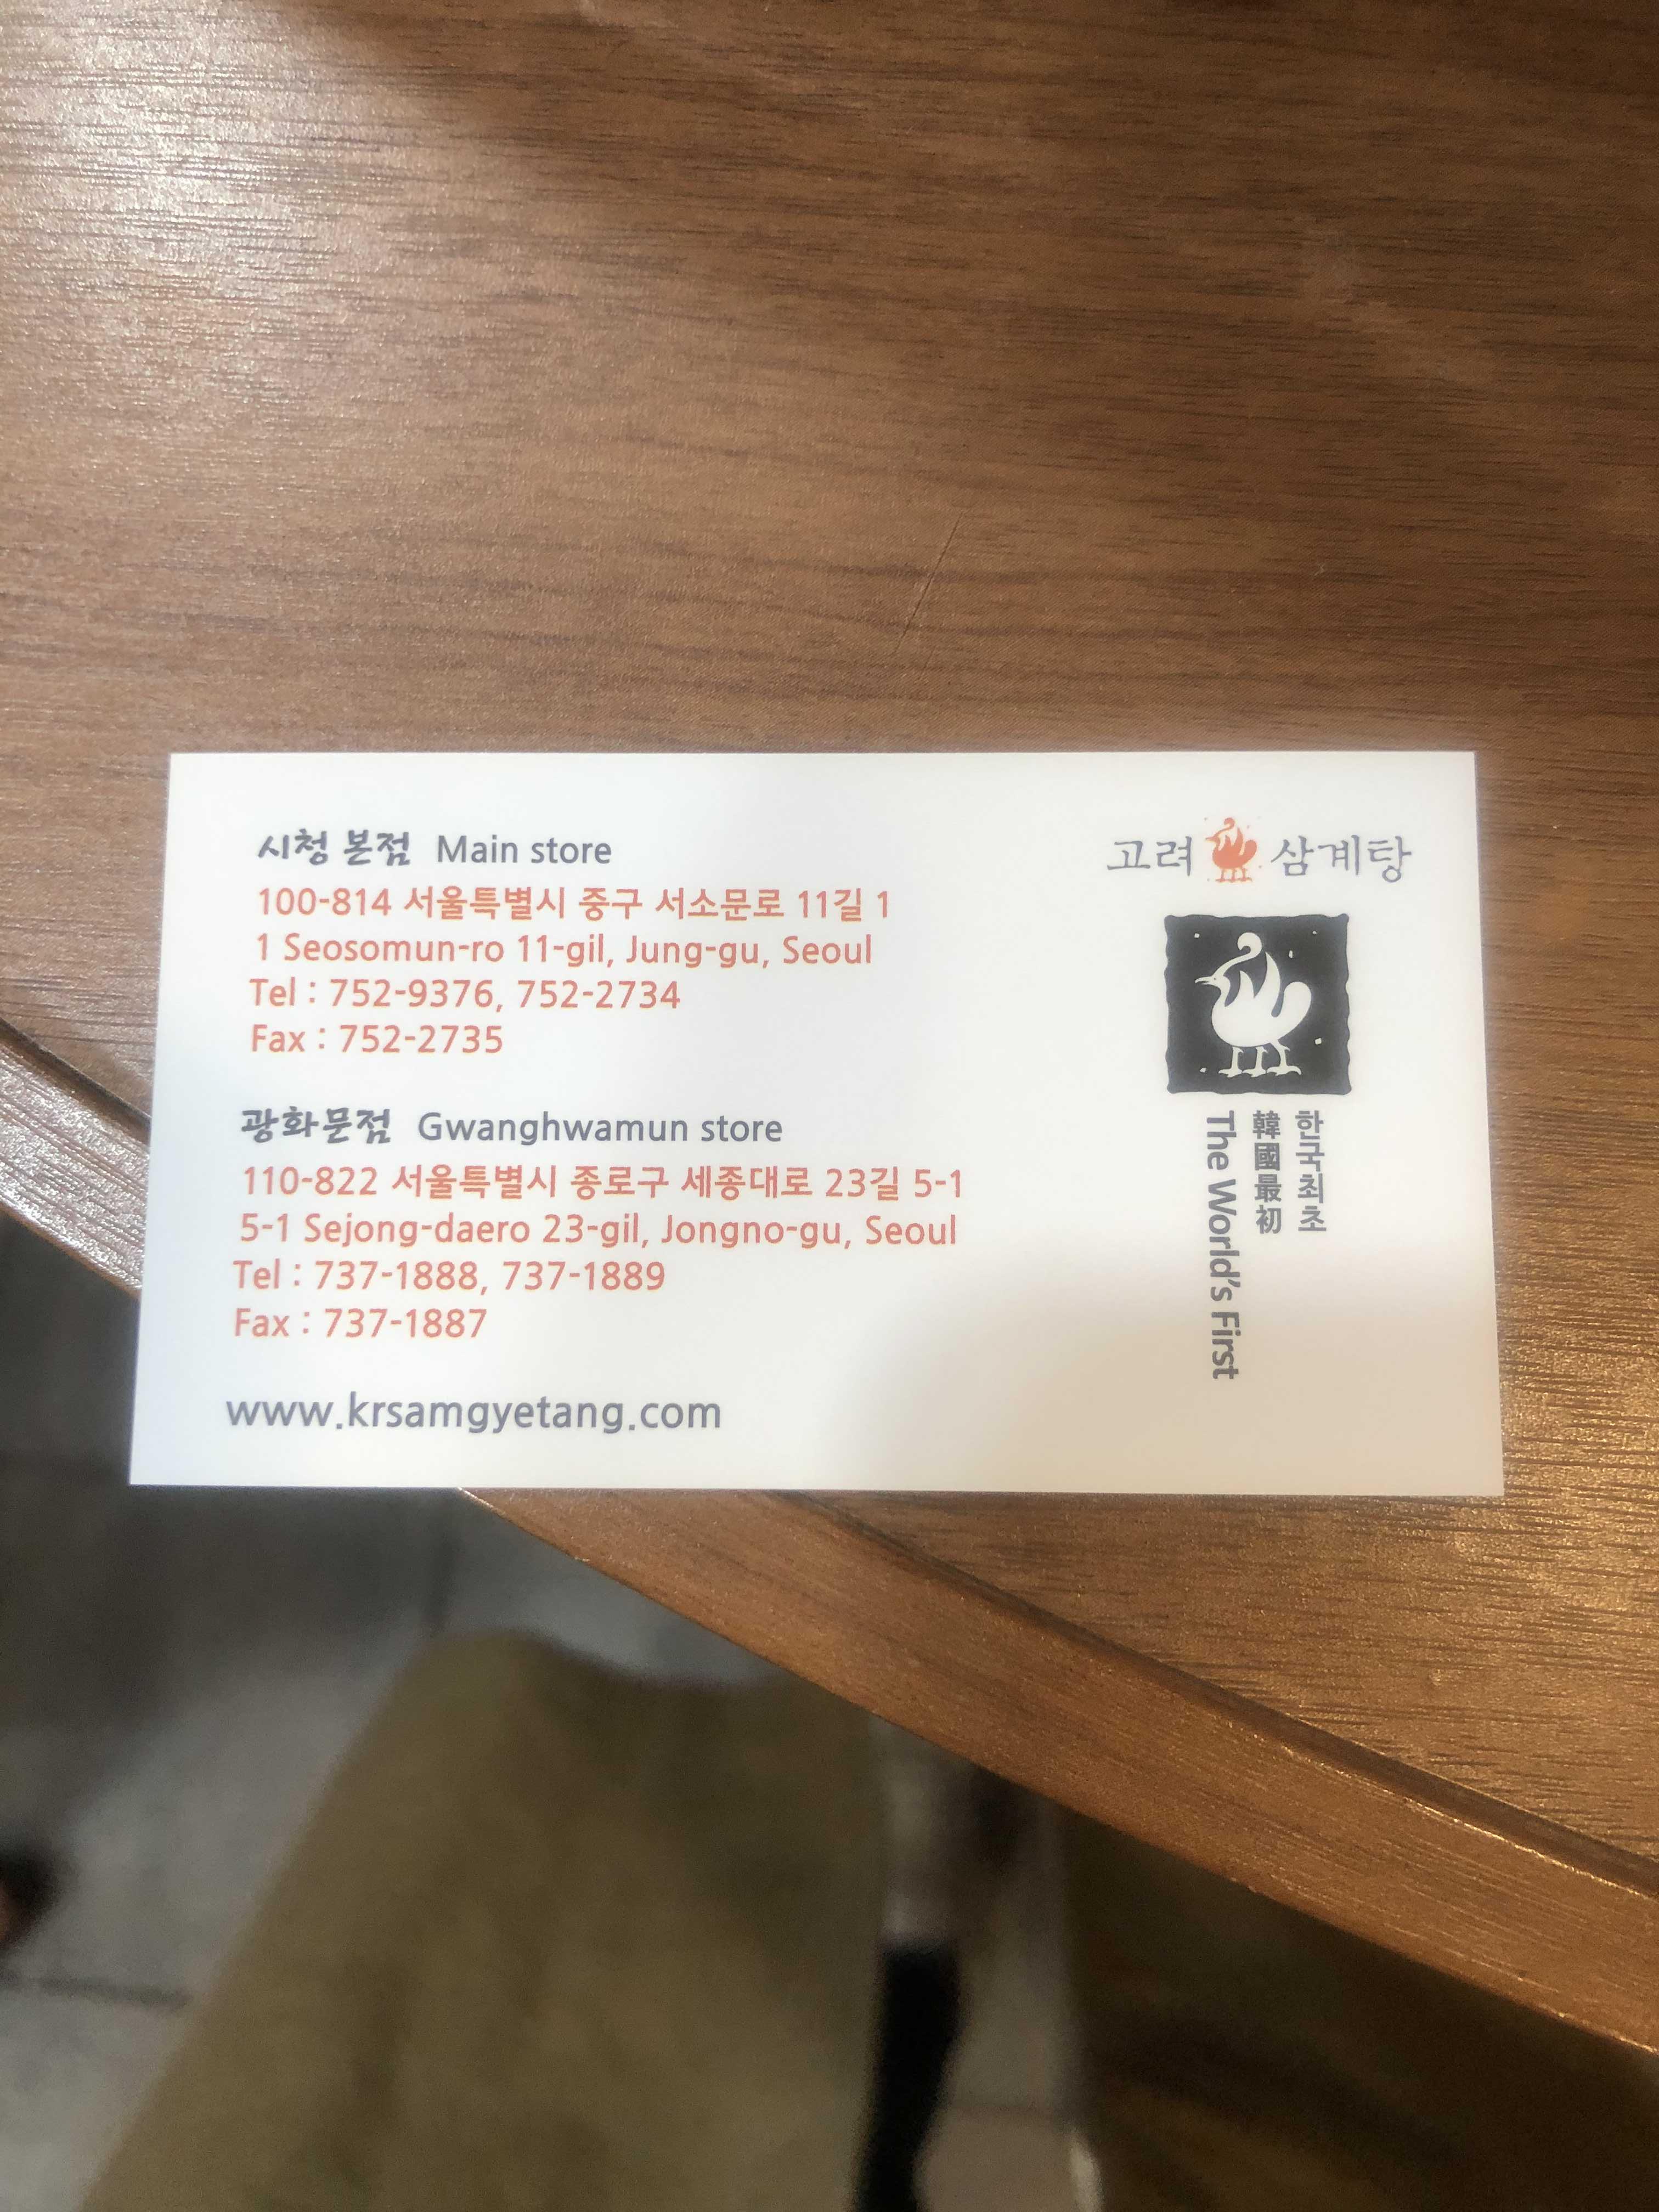 시청 본점 Main store
100-814 서울특별시 중구 서소문로 11길 1
1 Seosomun-ro 11-gil, Jung-gu, Seoul
Tel : 752-9376, 752-2734
Fax : 752-2735
광화문점 Gwanghwamun store
110-822 서울특별시 종로구 세종대로 23길 5-1
5-1 Sejong-daero 23-gil, Jongno-gu, Seoul
Tel : 737-1888, 737-1889
Fax : 737-1887
www.krsamgyetang.com
고려 삼계탕
한국최초
韓國最初
The World's First